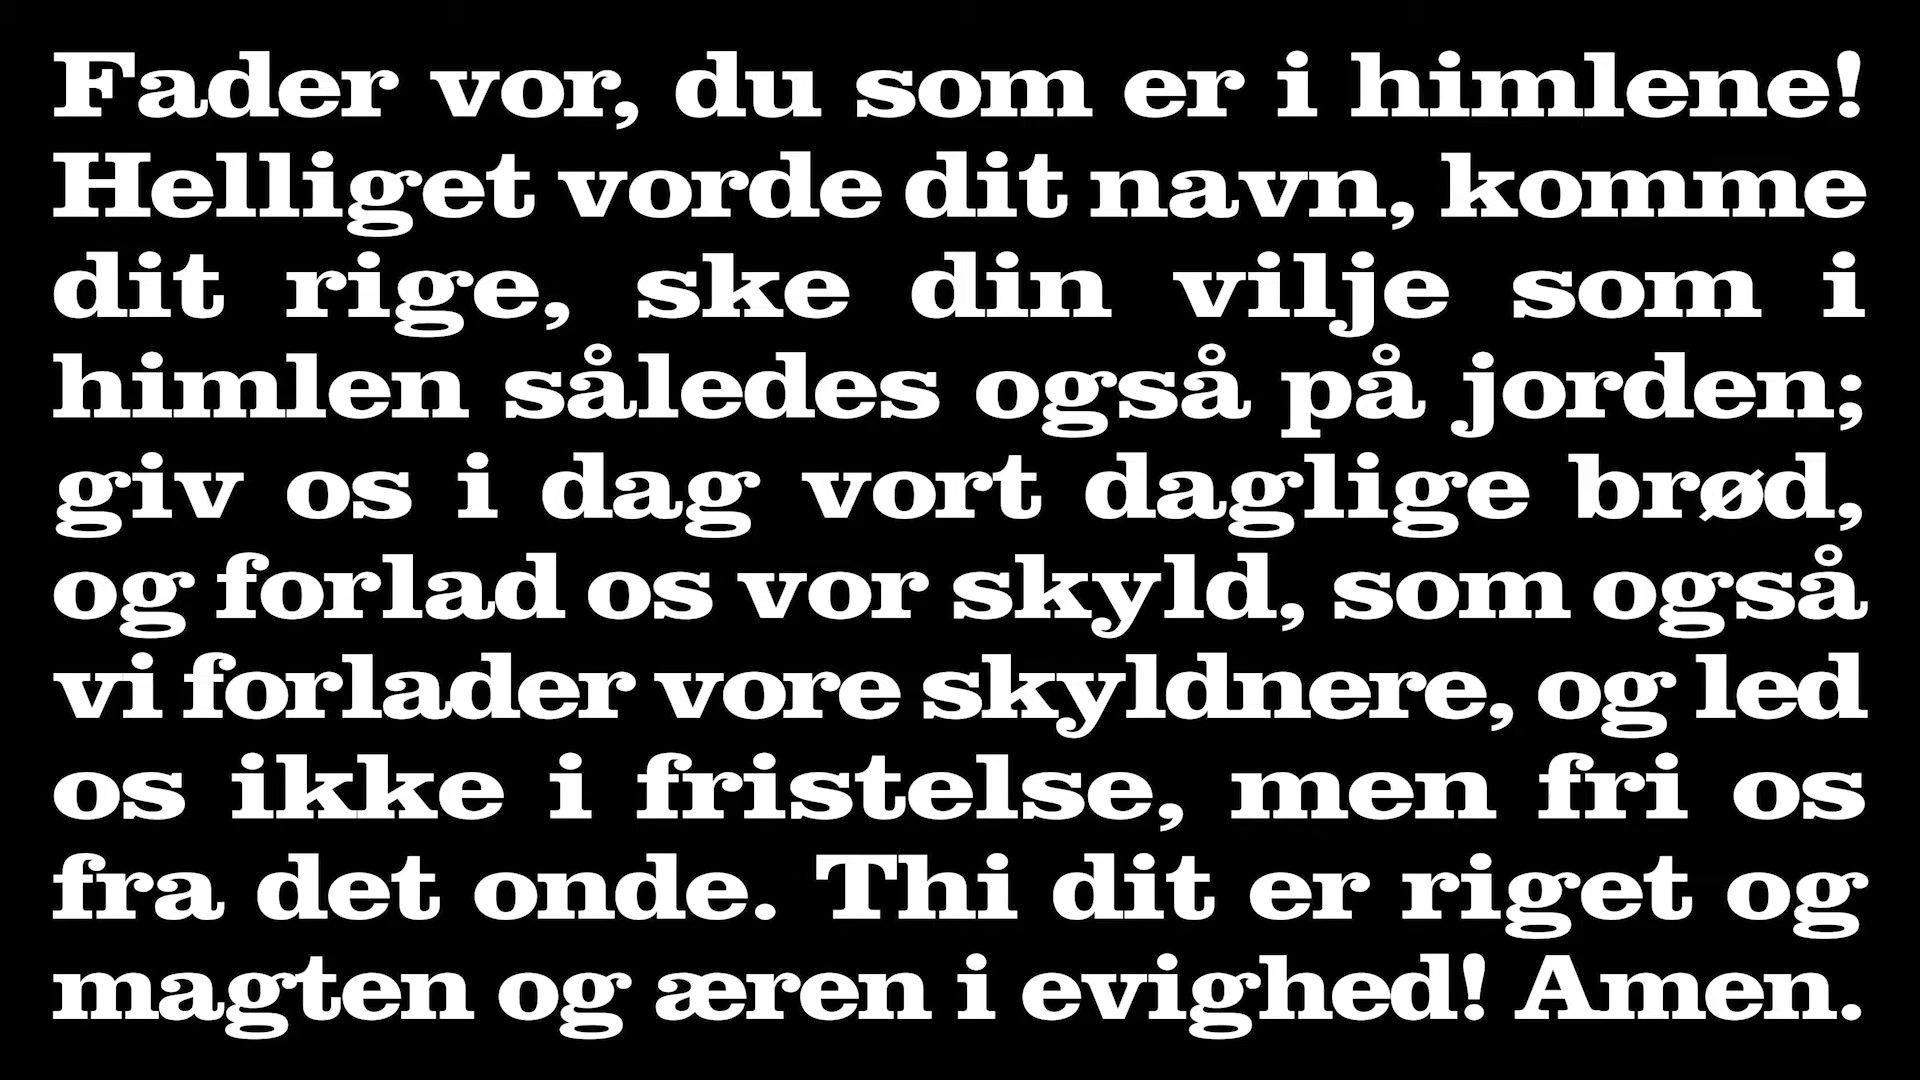 Fader vor, du som er i himlene!
Helliget vorde dit navn, komme
dit rige, ske din vilje som i
himlen således også på jorden;
giv os i dag vort daglige brød,
og forlad os vor skyld, som også
vi forlader vore skyldnere, og led
os ikke i fristelse, men fri os
fra det onde. Thi dit er riget og
magten og æren i evighed! Amen.